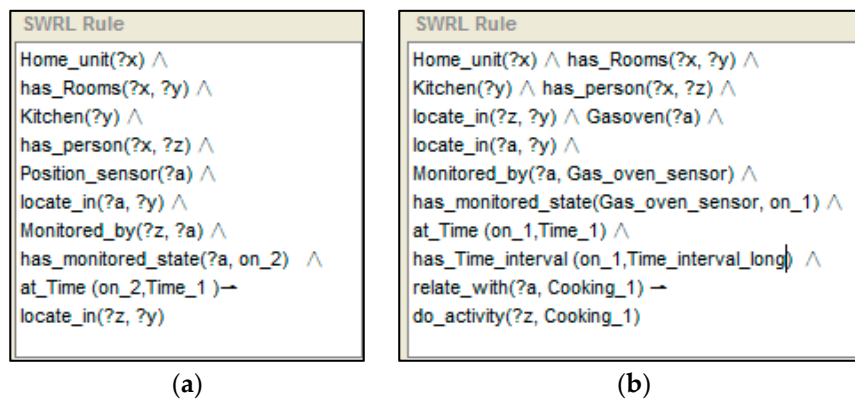 SWRL Rule
Home_unit(?x) ∧
has_Rooms(?x, ?y) ∧
Kitchen(?y) ∧
has_person(?x, ?z) ∧
Position_sensor(?a) ∧
locate_in(?a, ?y) ∧
Monitored_by(?z, ?a) ∧
has_monitored_state(?a, on_2) ∧
at_Time (on_2,Time_1 )⇀
locate_in(?z, ?y)
(a)
SWRL Rule
Home_unit(?x) ∧ has_Rooms(?x, ?y) ∧
Kitchen(?y) ∧ has_person(?x, ?z) ∧
locate_in(?z, ?y) ∧ Gasoven(?a) ∧
locate_in(?a, ?y) ∧
Monitored_by(?a, Gas_oven_sensor) ∧
has_monitored_state(Gas_oven_sensor, on_1) ∧
at_Time (on_1,Time_1) ∧
has_Time_interval (on_1,Time_interval_long) ∧
relate_with(?a, Cooking_1) ⇀
do_activity(?z, Cooking_1)
(b)